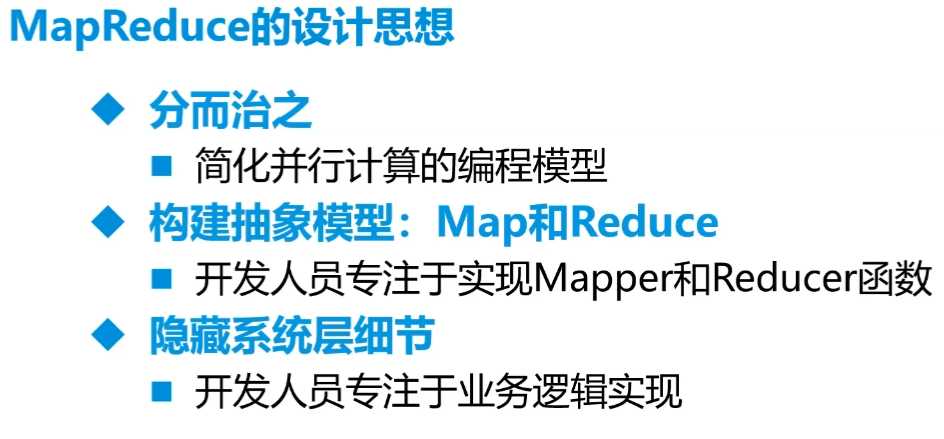 MapReduce的设计思想
分而治之
简化并行计算的编程模型
构建抽象模型：Map和Reduce
开发人员专注于实现Mapper和Reducer函数
隐藏系统层细节
开发人员专注于业务逻辑实现